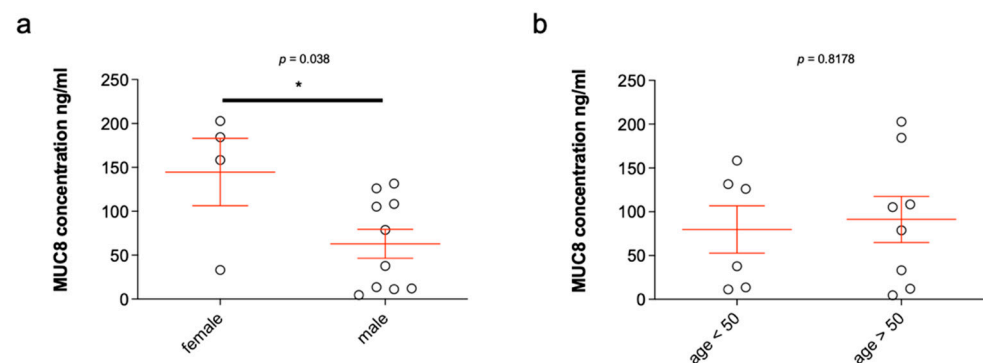 a
p = 0.038
*
MUC8 concentration ng/ml
250
200
150
100
50
0
female
male
b
p = 0.8178
MUC8 concentration ng/ml
250
200
150
100
50
0
age < 50
age > 50